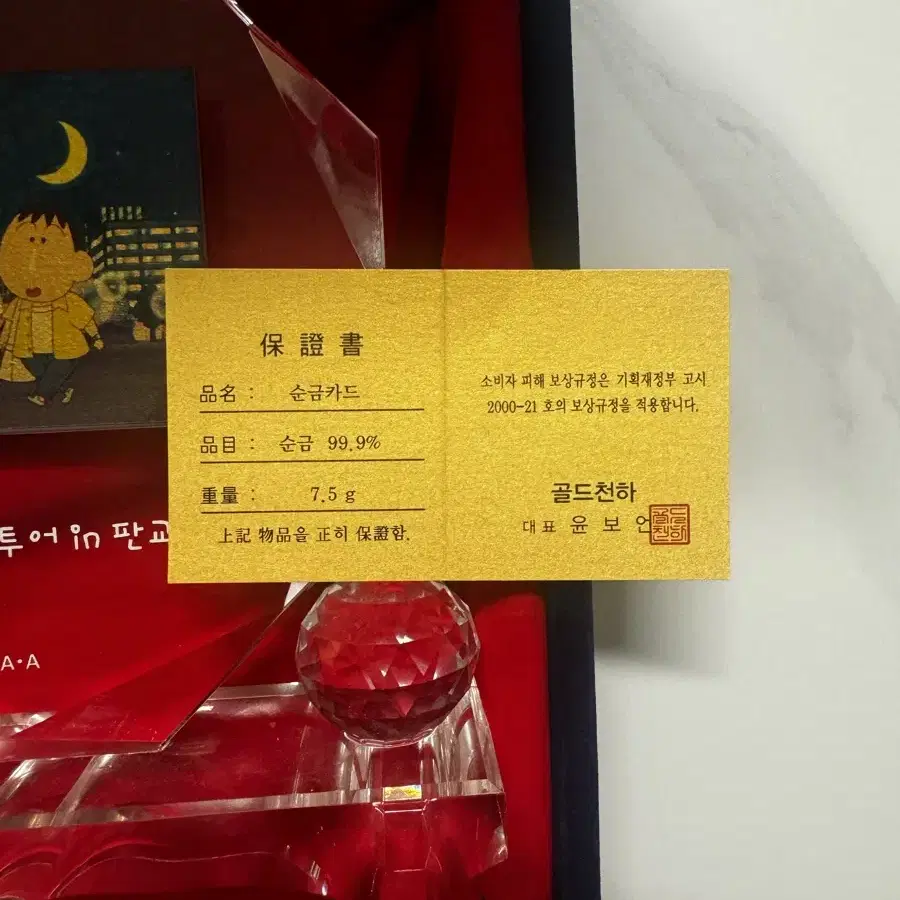 保 證 書
品名 : 순금카드
品目 : 순금 99.9%
重量 : 7.5 g
上記 物品을 正히 保證함.
소비자 피해 보상규정은 기획재정부 고시
2000-21 호의 보상규정을 적용합니다.
골드천하
대표 윤 보 언
투어 in 판교
A·A